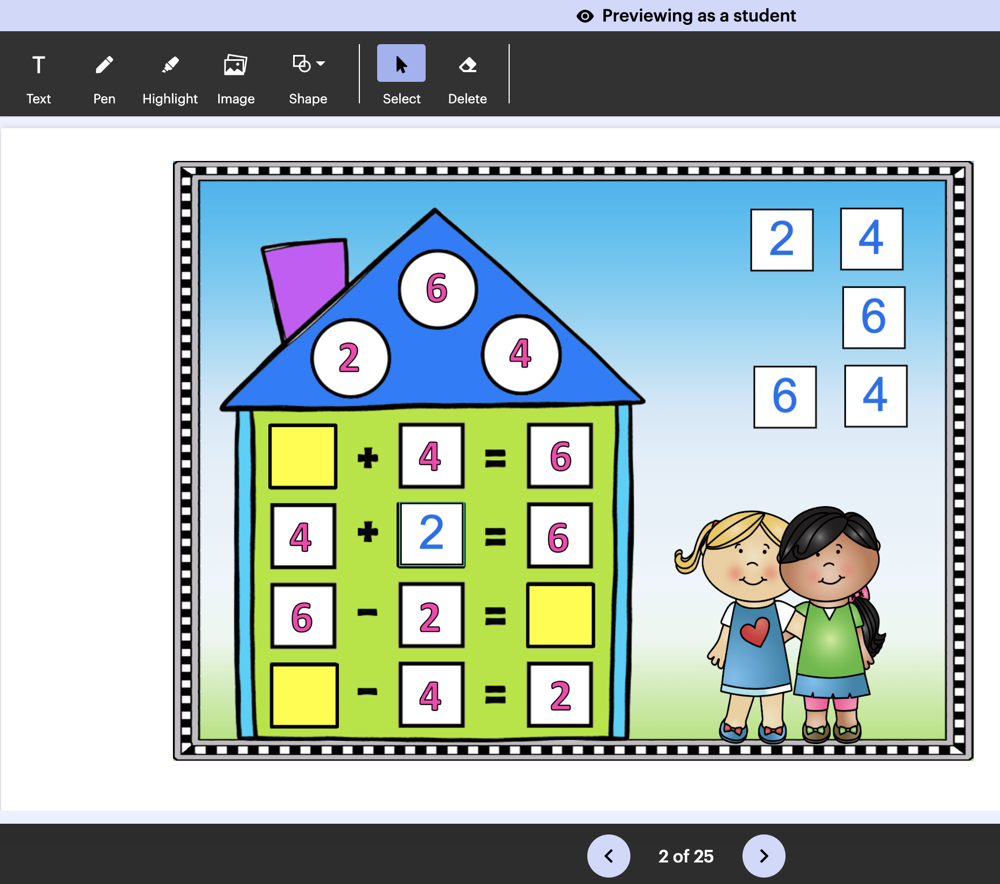 Previewing as a student
Text Pen Highlight Image Shape Select Delete
2 4
6
6 4
6
2 4
+ 4 = 6
4 + 2 = 6
6 - 2 =
- 4 = 2
2 of 25